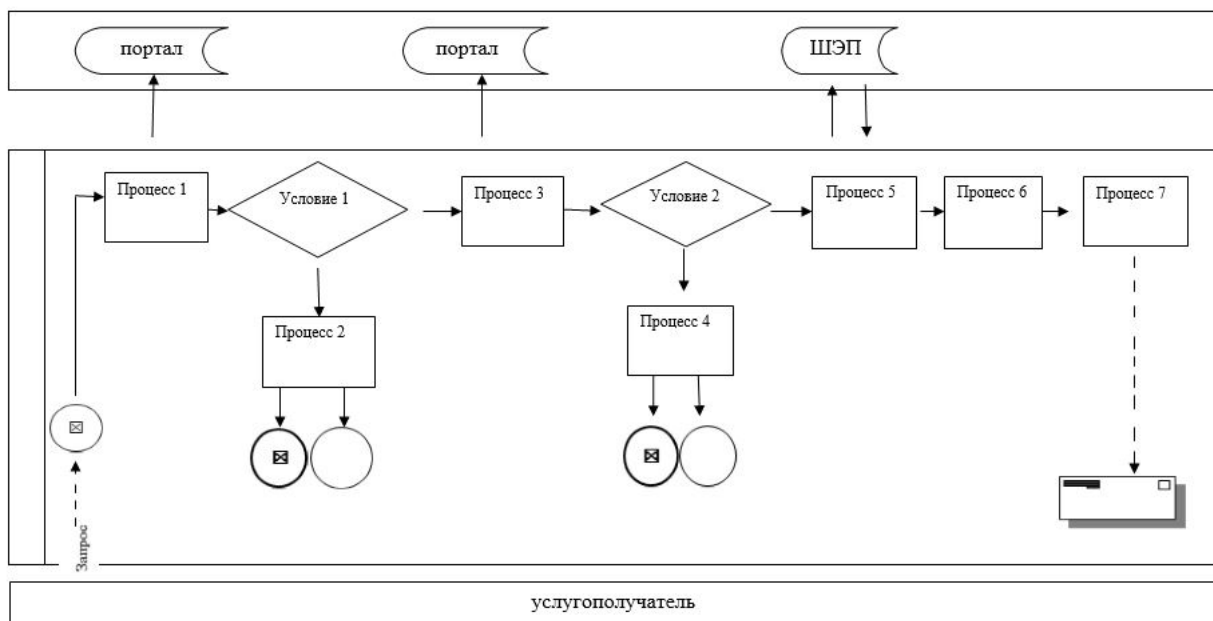 портал
портал
ШЭП
Процесс 1
Условие 1
Процесс 3
Условие 2
Процесс 5
Процесс 6
Процесс 7
Процесс 2
Процесс 4
Запрос
услугополучатель